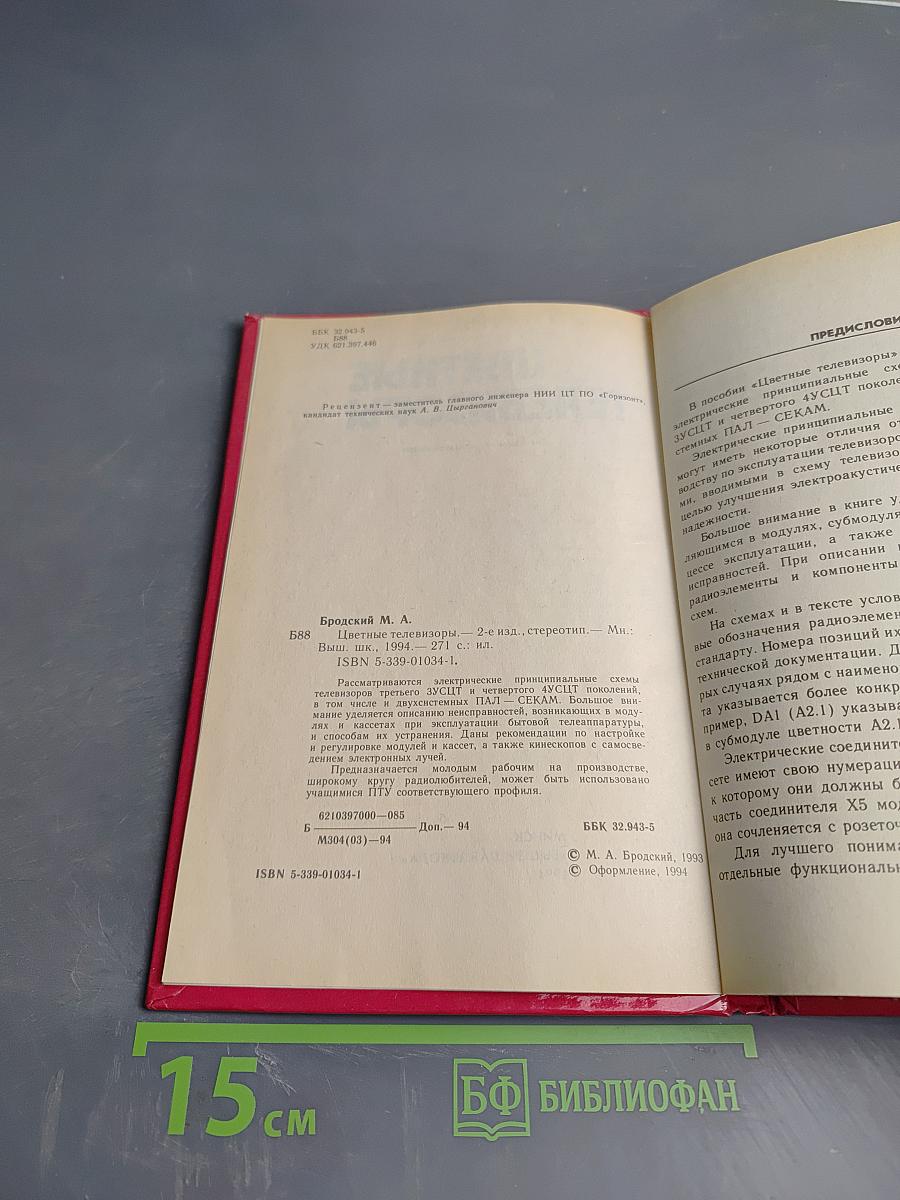 ББК 32.943-5
Б88
УДК 621.397.446
Рецензент — заместитель главного инженера НИИ ЦТ ПО «Горизонт»,
кандидат технических наук А. В. Цырганович
Бродский М. А.
Б88 Цветные телевизоры.— 2-е изд., стереотип.— Мн.:
Выш. шк., 1994.— 271 с.: ил.
ISBN 5-339-01034-1.
Рассматриваются электрические принципиальные схемы
телевизоров третьего 3УСЦТ и четвертого 4УСЦТ поколений,
в том числе и двухсистемных ПАЛ — СЕКАМ. Большое вни-
мание уделяется описанию неисправностей, возникающих в моду-
лях и кассетах при эксплуатации бытовой телеаппаратуры,
и способам их устранения. Даны рекомендации по настройке
и регулировке модулей и кассет, а также кинескопов с самосве-
дением электронных лучей.
Предназначается молодым рабочим на производстве,
широкому кругу радиолюбителей, может быть использовано
учащимися ПТУ соответствующего профиля.
6210397000—085
Б — Доп.— 94 ББК 32.943-5
М304(03)—94
© М. А. Бродский, 1993
ISBN 5-339-01034-1 © Оформление, 1994
ПРЕДИСЛОВИ
В пособии «Цветные телевизоры»
электрические принципиальные схе
3УСЦТ и четвертого 4УСЦТ поколе
стемных ПАЛ — СЕКАМ.
Электрические принципиальные
могут иметь некоторые отличия от
водству по эксплуатации телевизоро
ми, вводимыми в схему телевизо
целью улучшения электроакустиче
надежности.
Большое внимание в книге уд
ляющимся в модулях, субмодуля
цессе эксплуатации, а также
исправностей. При описании
радиоэлементы и компоненты
схем.
На схемах и в тексте услов
вые обозначения радиоэлемен
стандарту. Номера позиций их
технической документации. Д
рых случаях рядом с наимено
та указывается более конкр
пример, DA1 (A2.1) указыва
в субмодуле цветности A2.1
Электрические соедините
сете имеют свою нумераци
к которому они должны б
часть соединителя X5 мод
она сочленяется с розеточ
Для лучшего понима
отдельные функциональн
15 см
БФ БИБЛИОФАН